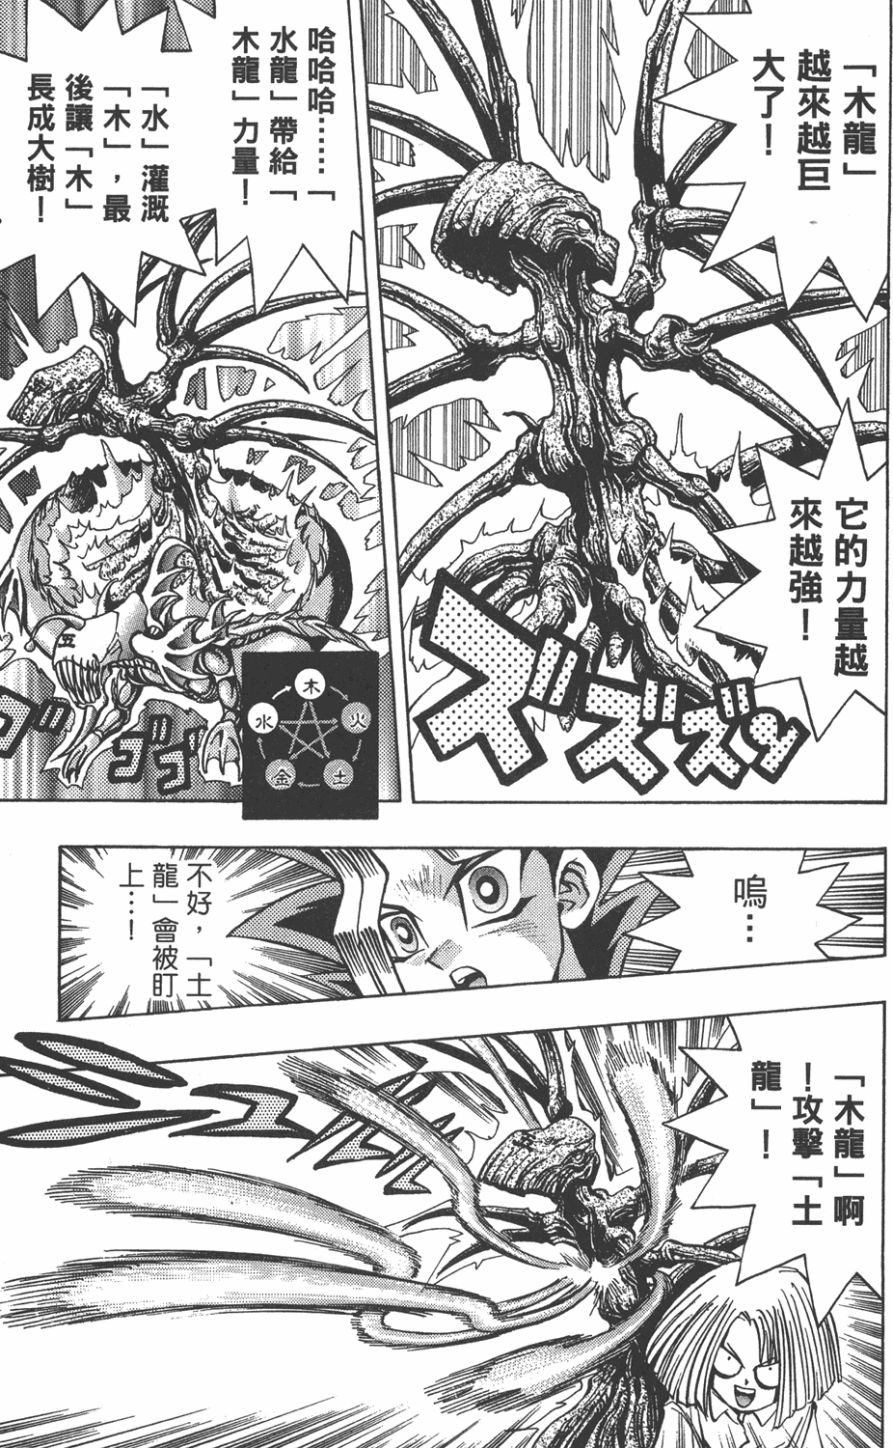 「木龍」
越來越巨
大了！
它的力量越
來越強！
ズズズズッ
哈哈哈……「
水龍」帶給「
木龍」力量！
「水」灌溉
「木」，最
後讓「木」
長成大樹！
ゴゴゴゴ
木
水
火
金
土
嗚…
不好，「土
龍」會被盯
上…！
「木龍」啊
！攻擊「土
龍」！